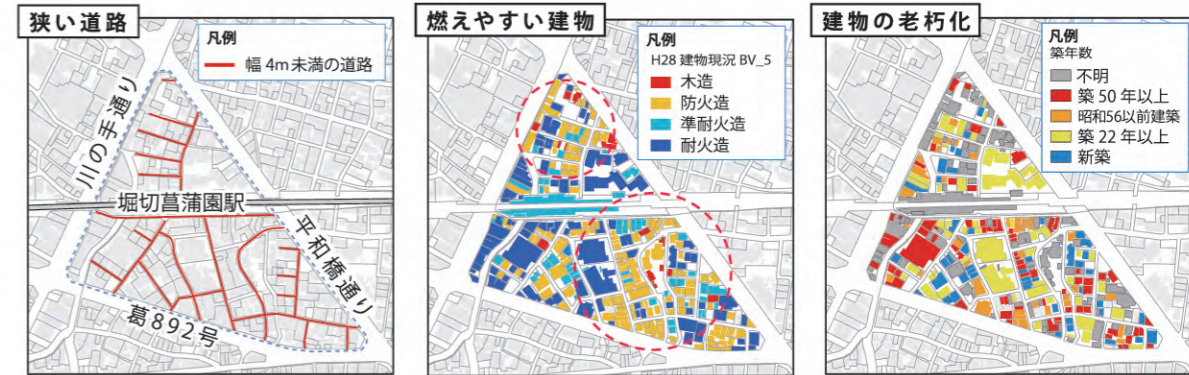 狭い道路
凡例
幅 4m 未満の道路
川の手通り
堀切菖蒲園駅
平和橋通り
葛892号
燃えやすい建物
凡例
H28 建物現況 BV_5
木造
防火造
準耐火造
耐火造
建物の老朽化
凡例
築年数
不明
築 50 年以上
昭和56以前建築
築 22 年以上
新築